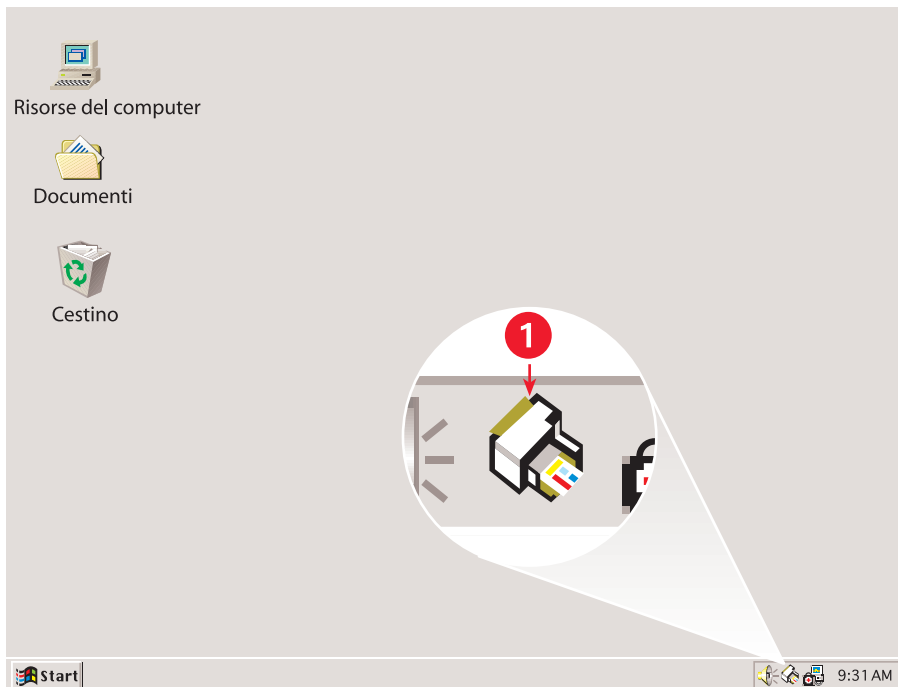 Risorse del computer
Documenti
Cestino
1
Start
9:31 AM